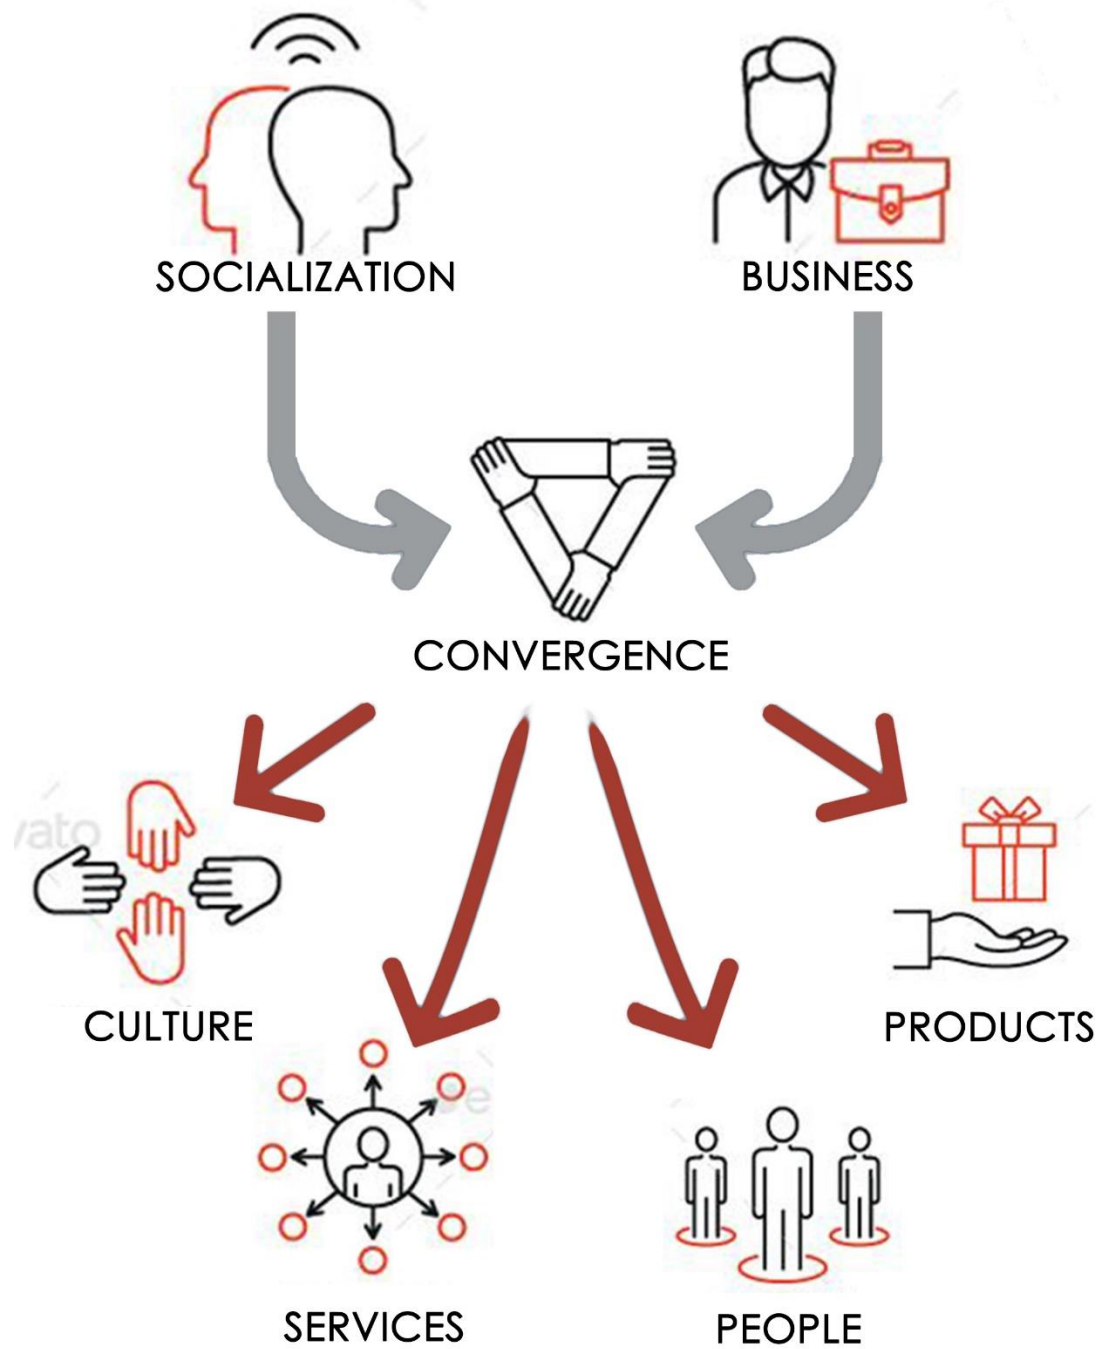 SOCIALIZATION
BUSINESS
CONVERGENCE
CULTURE
PRODUCTS
SERVICES
PEOPLE